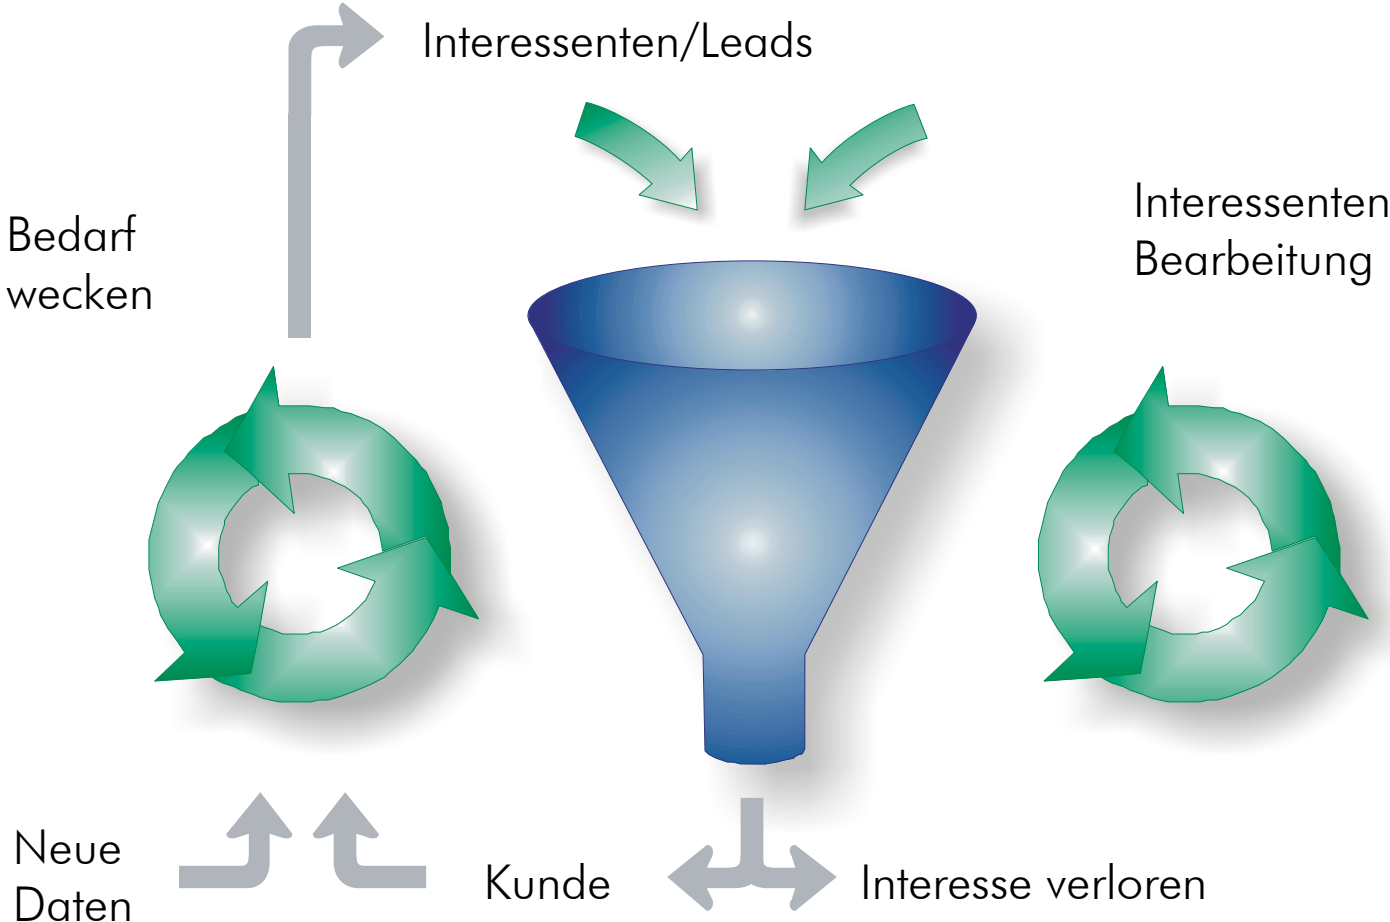 Interessenten/Leads
Bedarf
wecken
Interessenten
Bearbeitung
Neue
Daten
Kunde
Interesse verloren